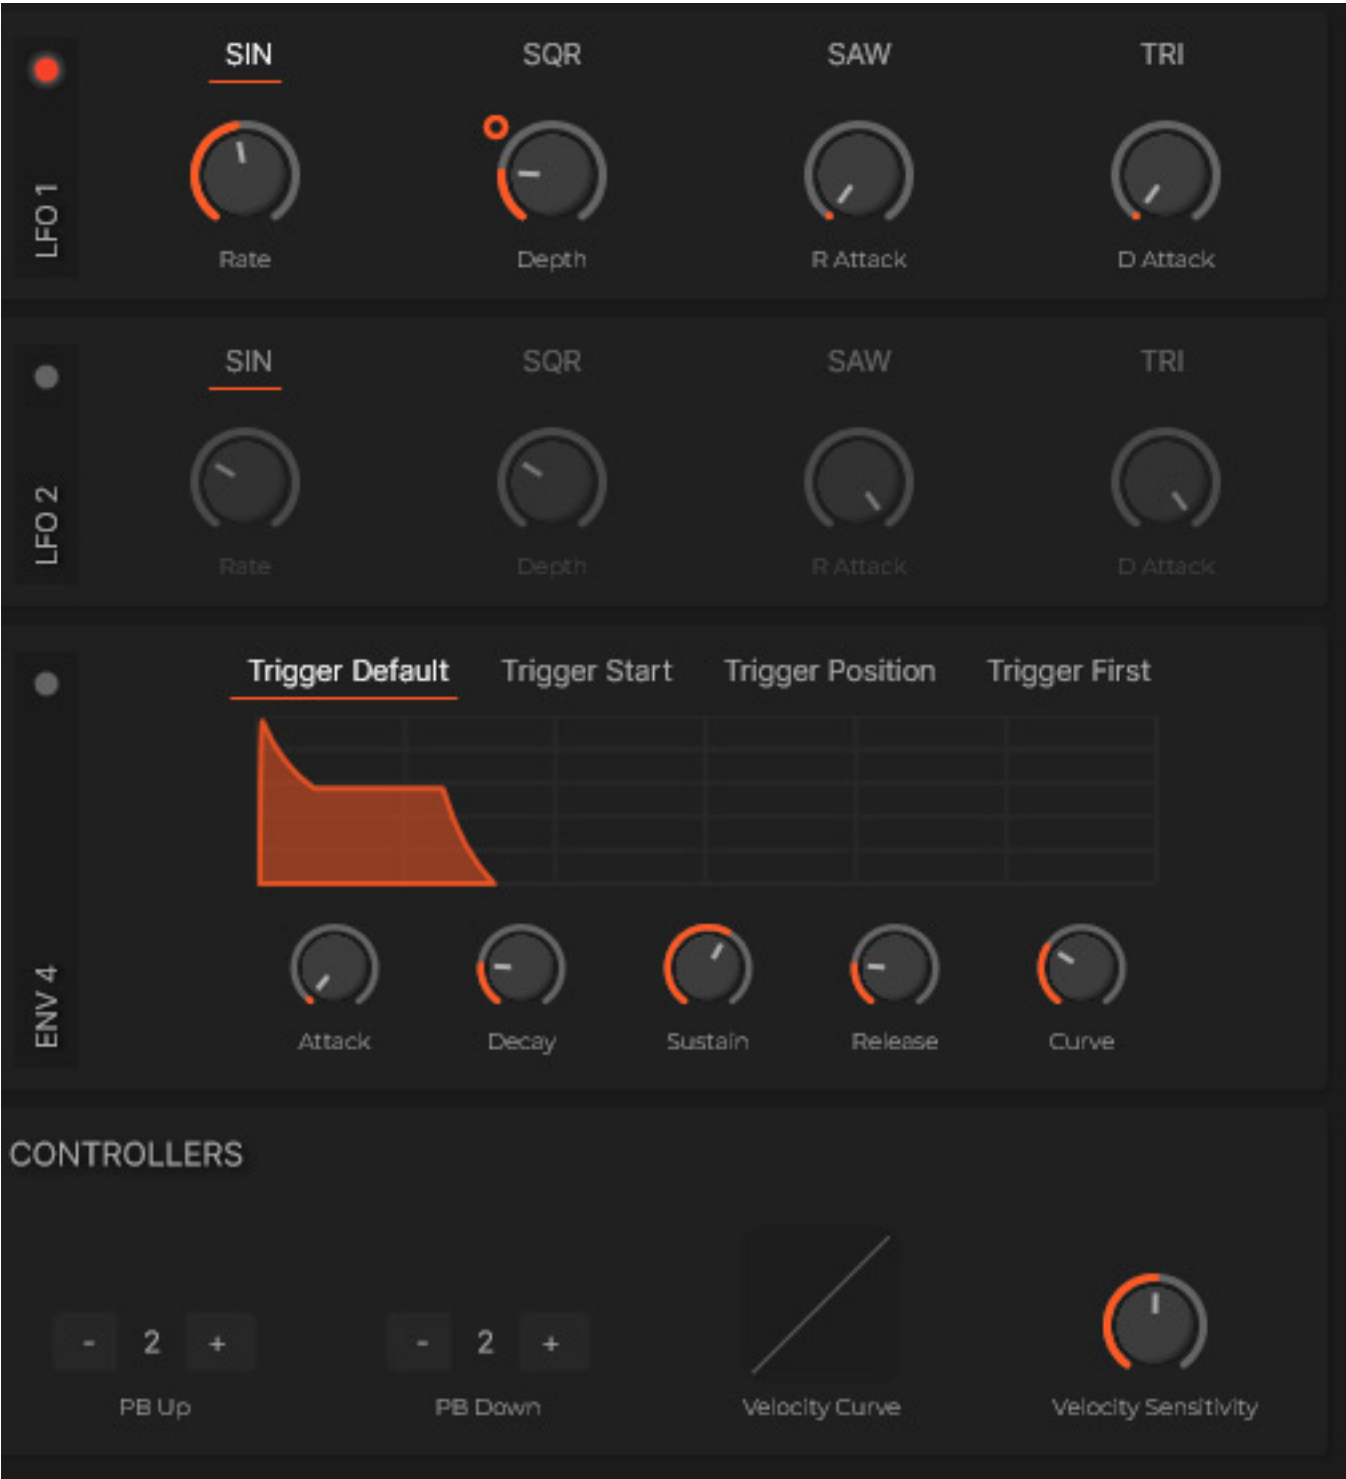 SIN SQR SAW TRI
LFO 1
Rate Depth R Attack D Attack
SIN SQR SAW TRI
LFO 2
Rate Depth R Attack D Attack
Trigger Default Trigger Start Trigger Position Trigger First
ENV 4
Attack Decay Sustain Release Curve
CONTROLLERS
- 2 + - 2 +
PB Up PB Down Velocity Curve Velocity Sensitivity